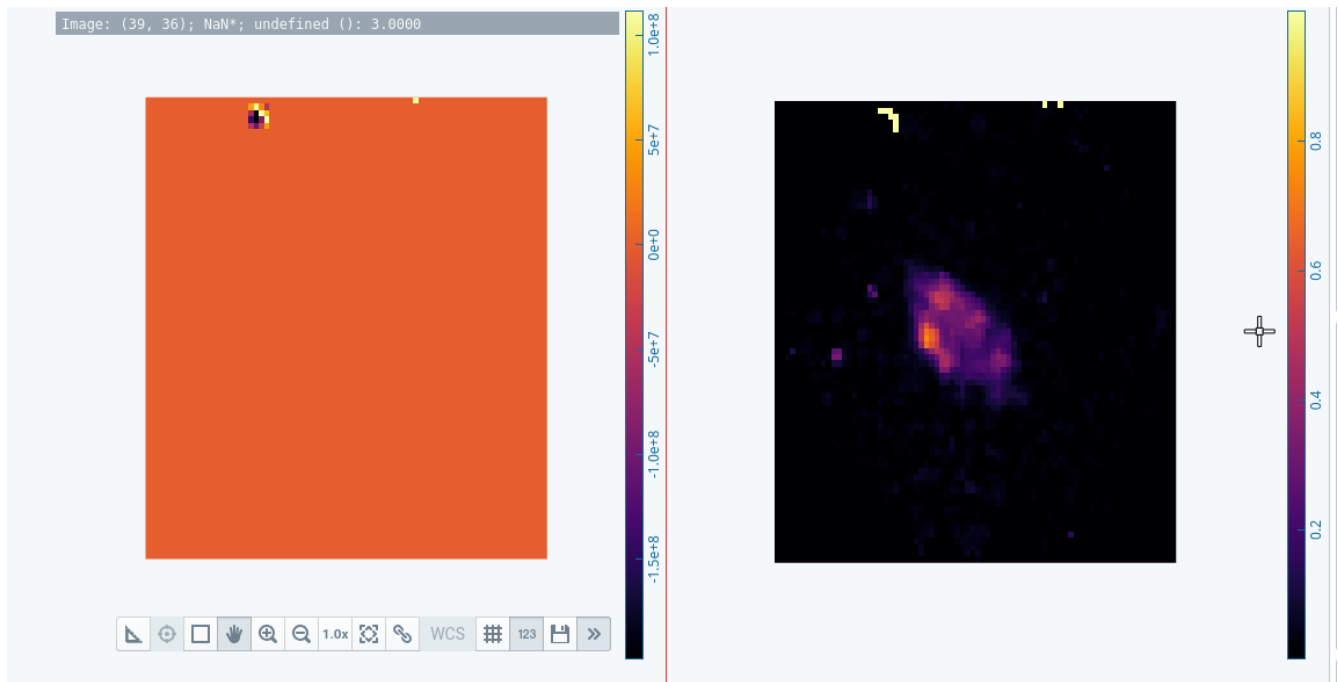 Image: (39, 36); NaN*; undefined (): 3.0000
1.0e+8
5e+7
0e+0
-5e+7
-1.0e+8
-1.5e+8
0.8
0.6
0.4
0.2
1.0x
WCS
123